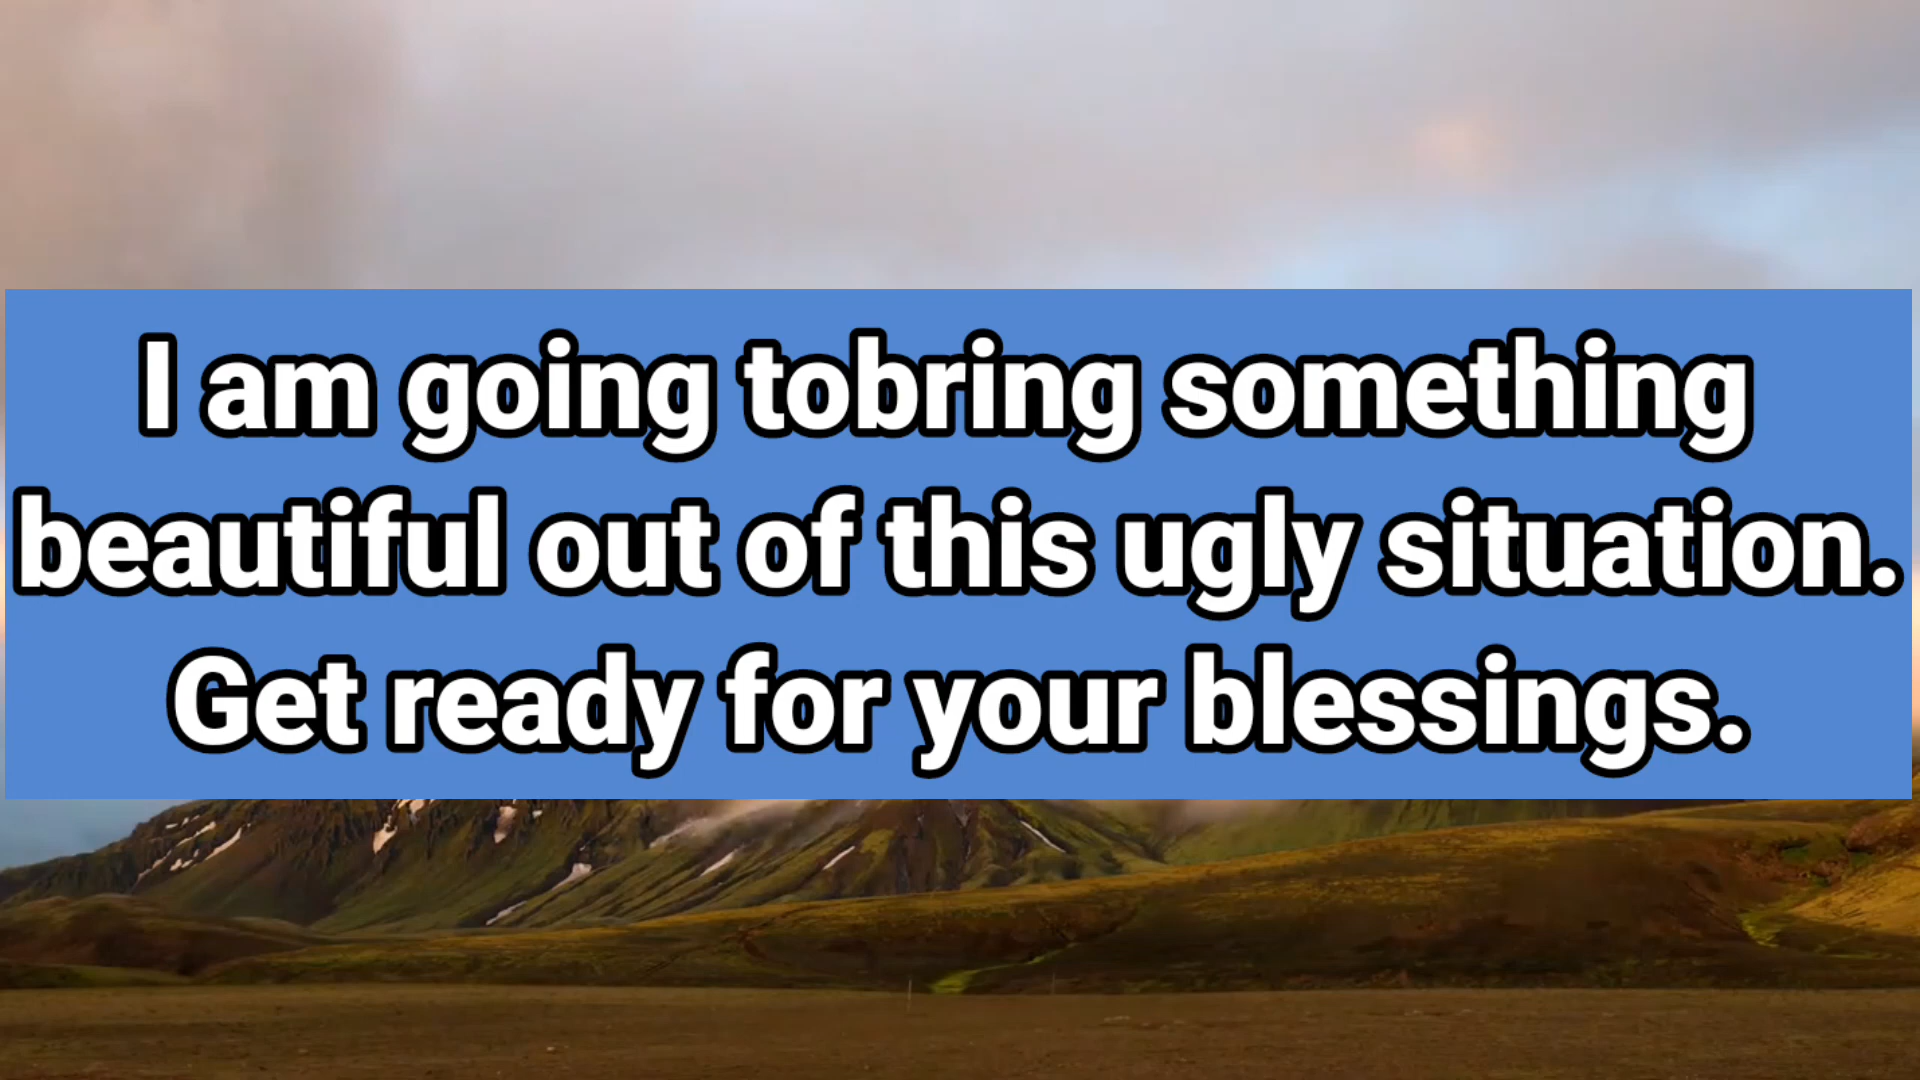 I am going tobring something
beautiful out of this ugly situation.
Get ready for your blessings.